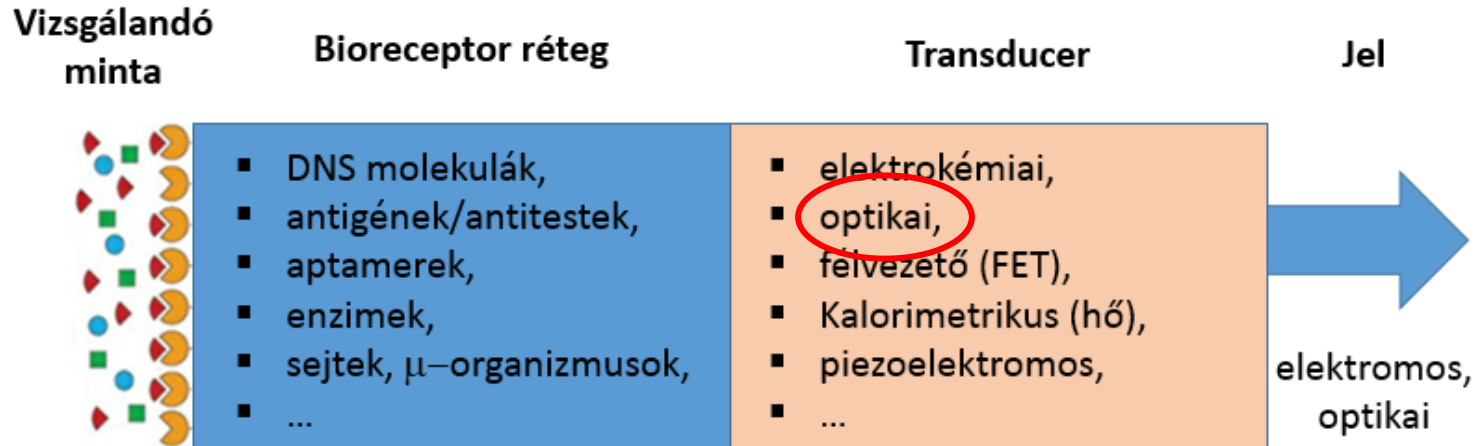 Vizsgálandó
minta
Bioreceptor réteg
Transducer
Jel
▪ DNS molekulák,
▪ antigének/antitestek,
▪ aptamerek,
▪ enzimek,
▪ sejtek, μ–organizmusok,
▪ ...
▪ elektrokémiai,
▪ optikai,
▪ félvezető (FET),
▪ Kalorimetrikus (hő),
▪ piezoelektromos,
▪ ...
elektromos,
optikai